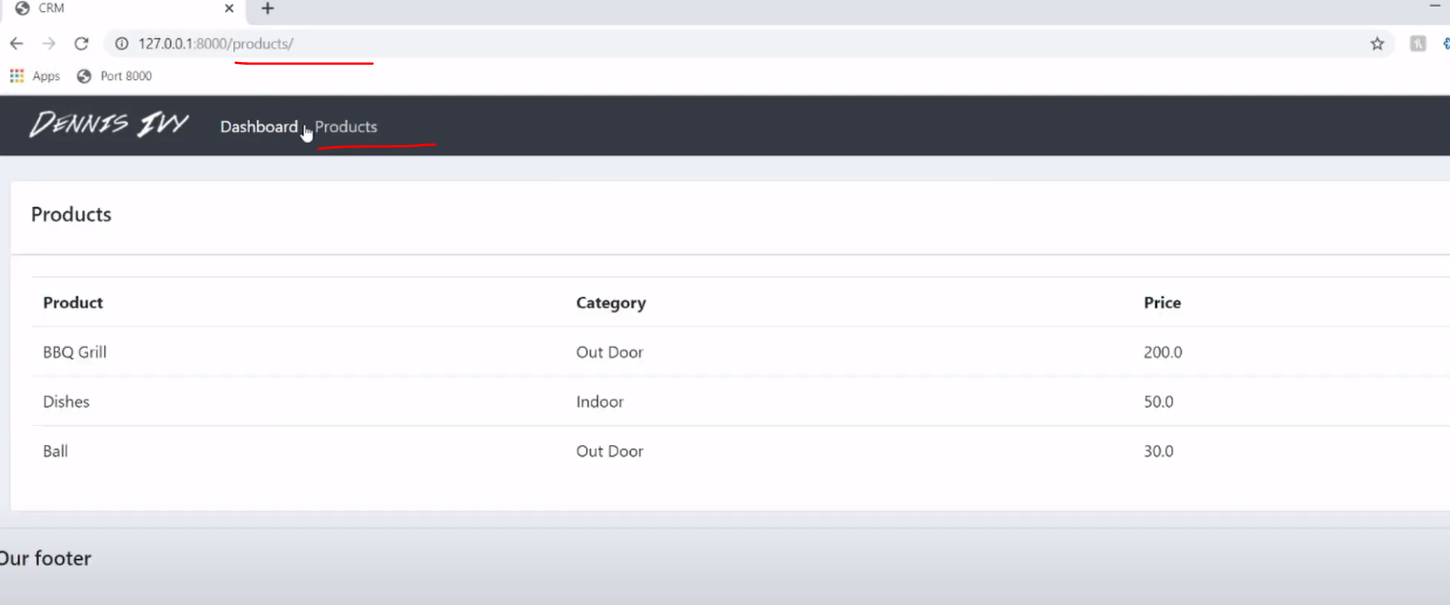 CRM
127.0.0.1:8000/products/
Apps Port 8000
DENNIS IVY Dashboard Products
Products
Product Category Price
BBQ Grill Out Door 200.0
Dishes Indoor 50.0
Ball Out Door 30.0
Our footer